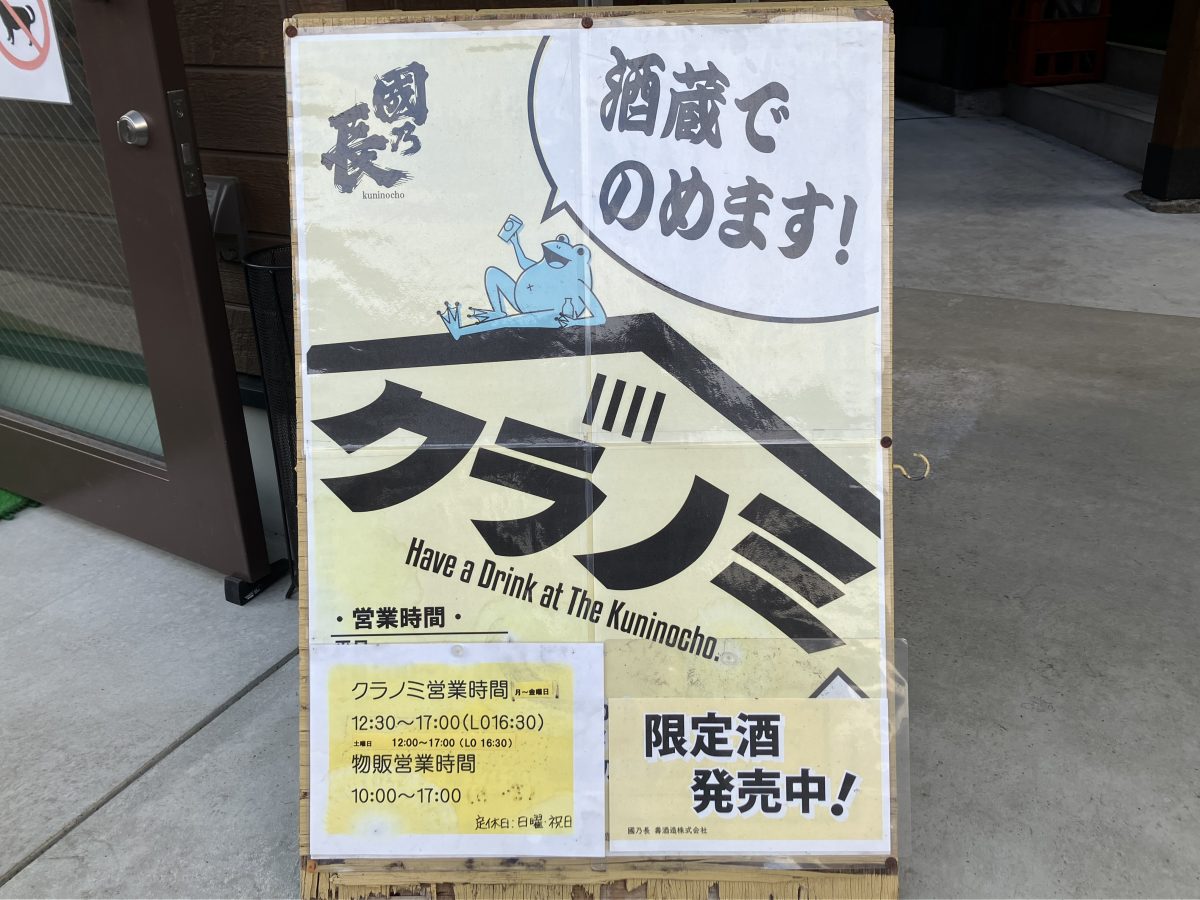 國乃長
kuninocho
酒蔵で
のめます!
クラノミ
Have a Drink at The Kuninocho.
・営業時間・
クラノミ営業時間 月〜金曜日
12:30〜17:00(LO16:30)
土曜日 12:00〜17:00 (LO 16:30)
物販営業時間
10:00〜17:00
定休日:日曜・祝日
限定酒
発売中!
國乃長 壽酒造株式会社